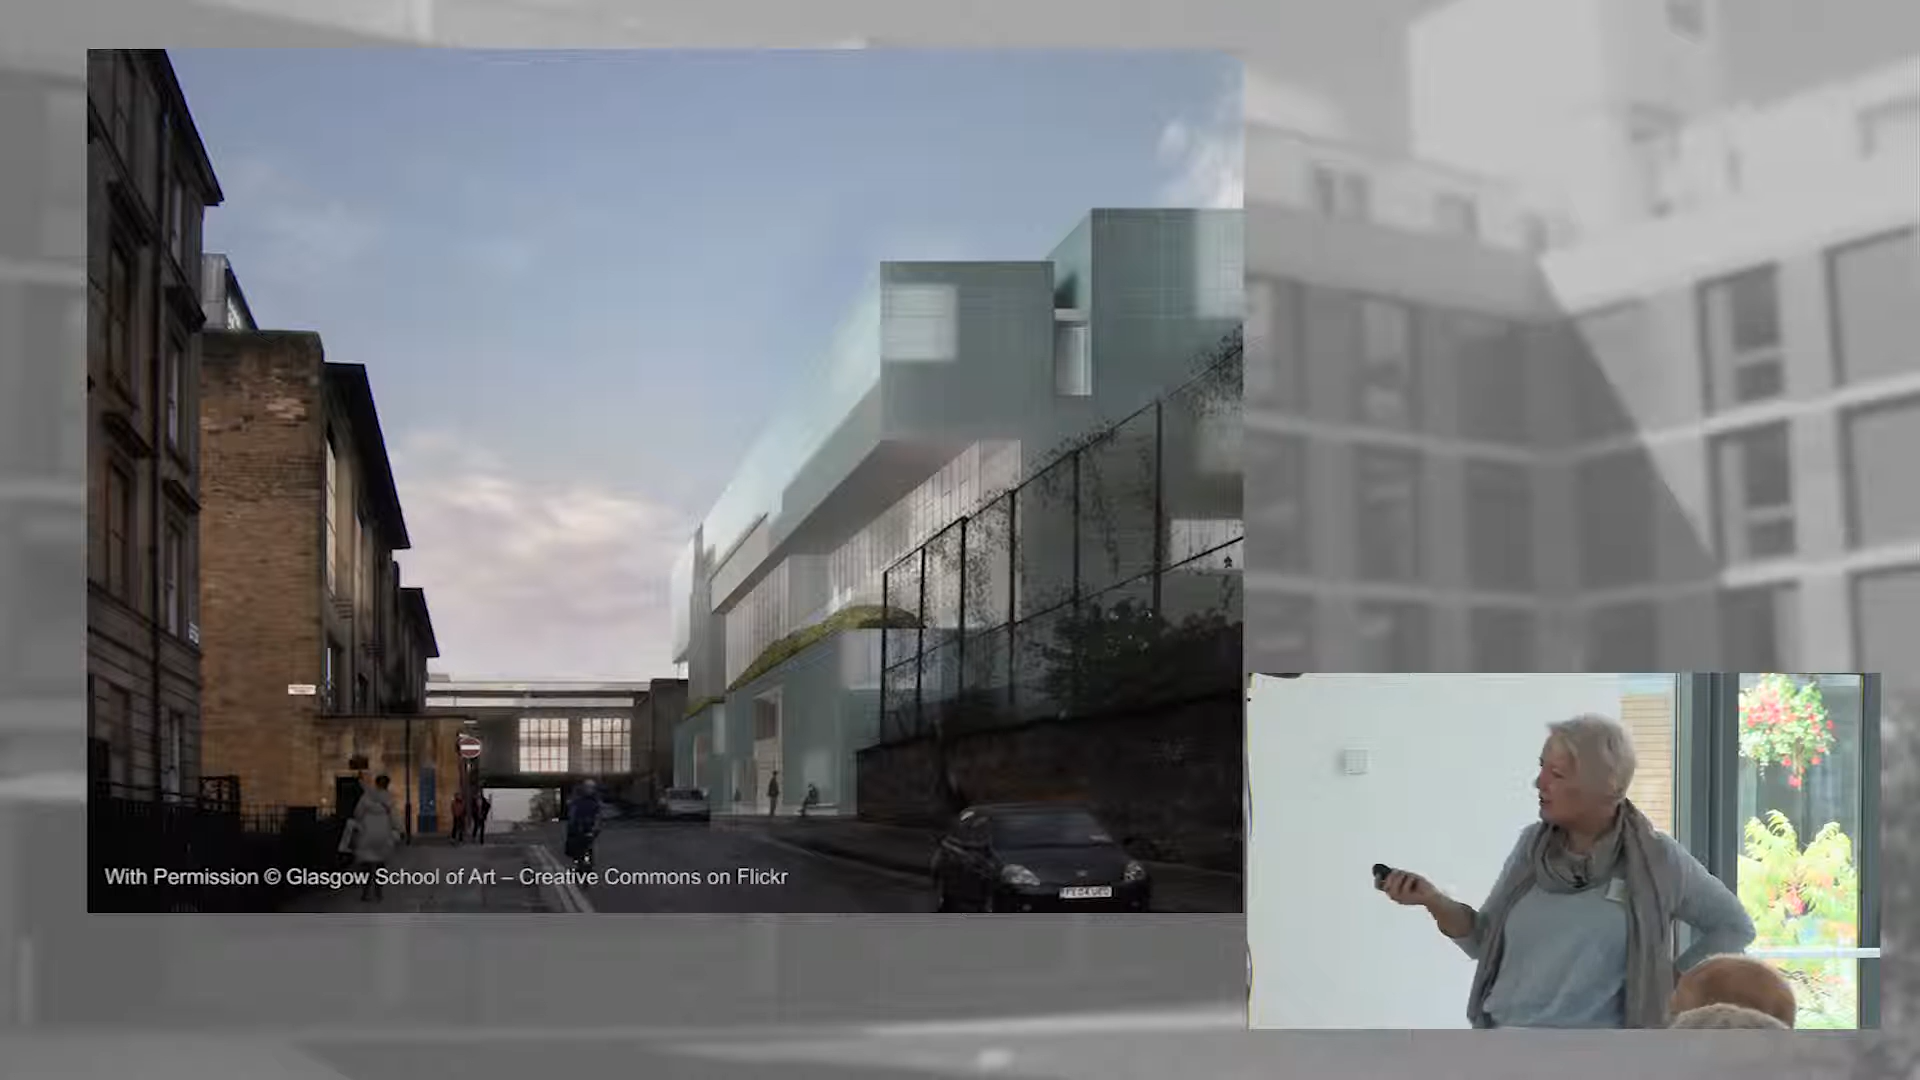 With Permission © Glasgow School of Art – Creative Commons on Flickr